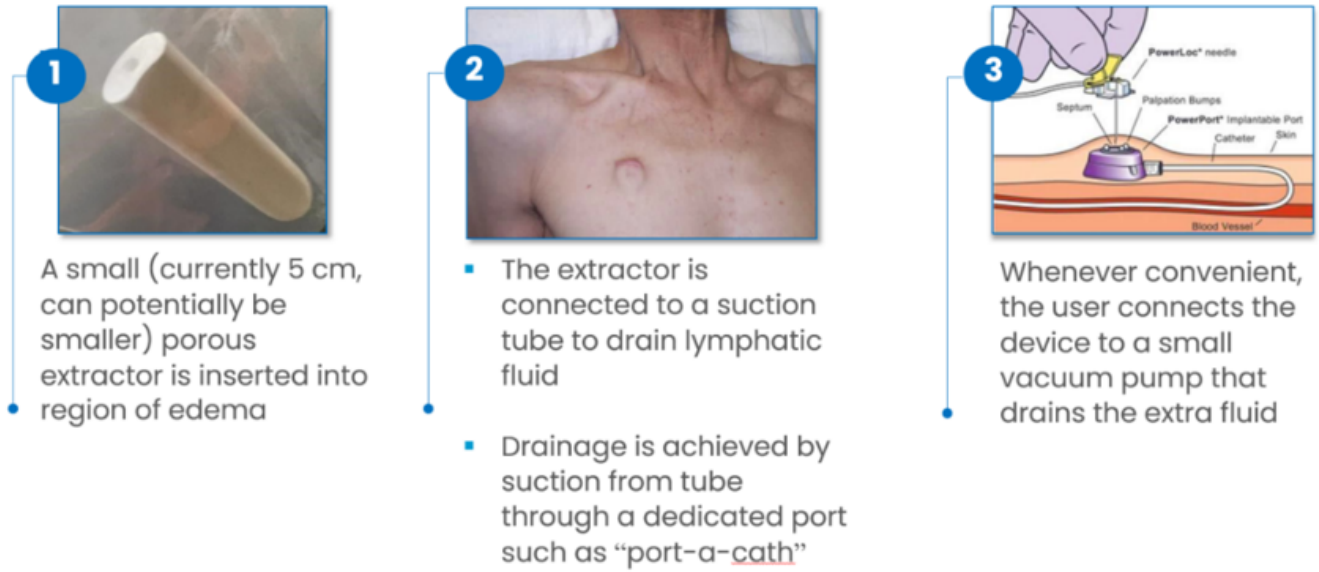 1
A small (currently 5 cm,
can potentially be
smaller) porous
extractor is inserted into
region of edema
2
▪ The extractor is
connected to a suction
tube to drain lymphatic
fluid
▪ Drainage is achieved by
suction from tube
through a dedicated port
such as “port-a-cath”
3
PowerLoc* needle
Septum
Palpation Bumps
PowerPort* Implantable Port
Catheter
Skin
Blood Vessel
Whenever convenient,
the user connects the
device to a small
vacuum pump that
drains the extra fluid